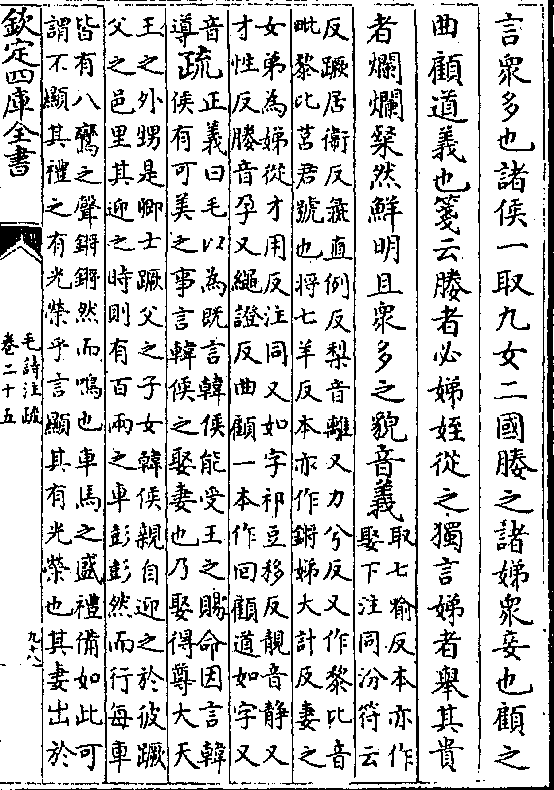 言衆多也諸侯一取九女二國媵之諸娣衆妾也顧之
曲顧道義也箋云媵者必娣姪從之獨言娣者舉其貴
者爛爛粲然鮮明且衆多之貌音義
取七喻反本亦作
娶下注同汾符云
反蹶居衞反彘直例反梨音離又力兮反又作黎比音
毗黎比莒君號也將七羊反本亦作鏘娣大計反妻之
女弟為娣從才用反注同又如字祁巨移反靚音靜又
才性反媵音孕又繩證反曲顧一本作回顧道如字又
音
導
疏
正義曰毛以為既言韓侯能受王之賜命因言韓
侯有可美之事言韓侯之娶妻也乃娶得尊大天
王之外甥是卿士蹶父之子女韓侯親自迎之於彼蹶
父之邑里其迎之時則有百兩之車彭彭然而行每車
皆有八鸞之聲鏘鏘然而鳴也車馬之盛禮備如此可
謂不顯其禮之有光榮乎言顯其有光榮也其妻出於
欽定四庫全書
毛詩注疏
卷二十五
九十八